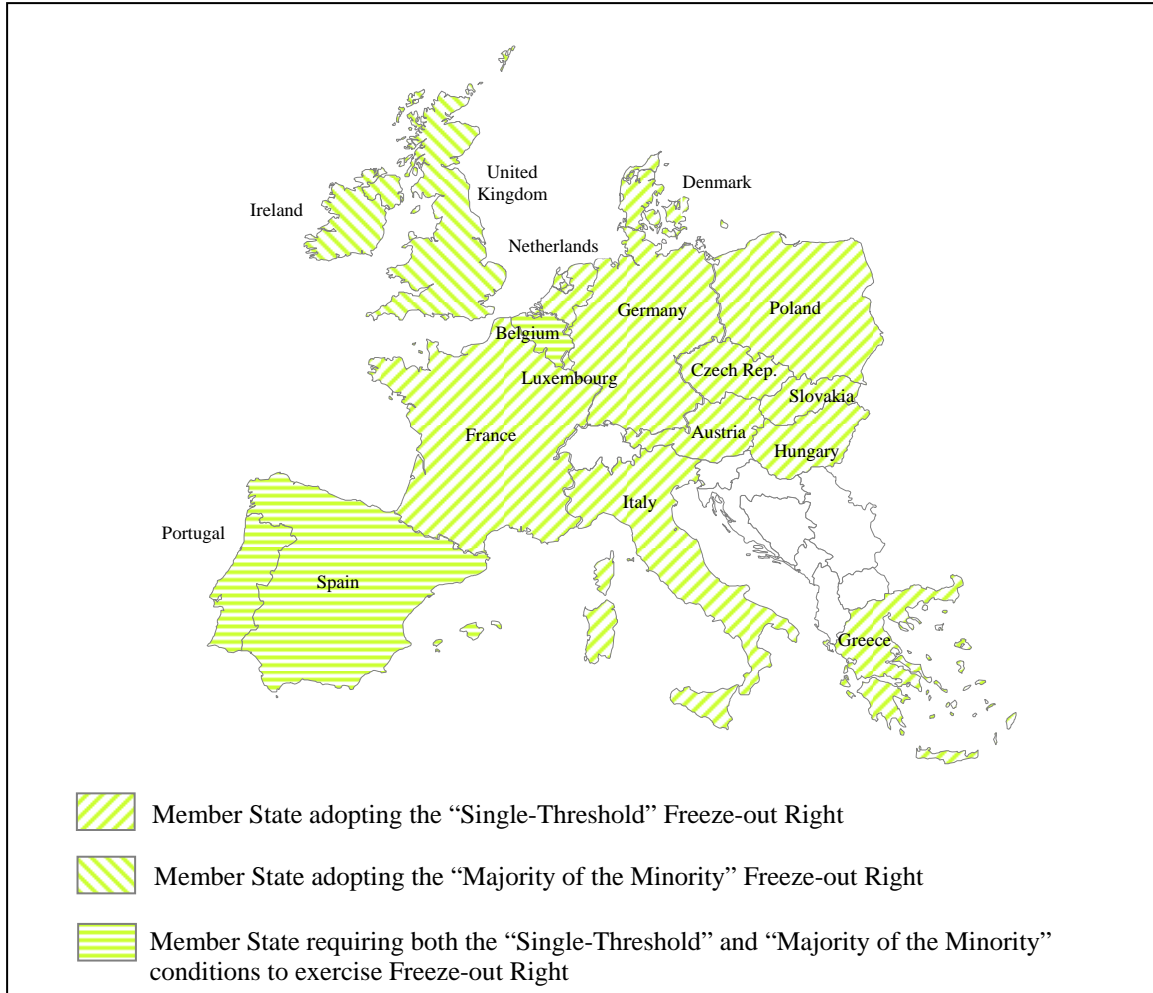 United
Kingdom
Denmark
Ireland
Netherlands
Germany
Poland
Belgium
Czech Rep.
Luxembourg
Slovakia
France
Austria
Hungary
Italy
Portugal
Spain
Greece
Member State adopting the “Single-Threshold” Freeze-out Right
Member State adopting the “Majority of the Minority” Freeze-out Right
Member State requiring both the “Single-Threshold” and “Majority of the Minority”
conditions to exercise Freeze-out Right